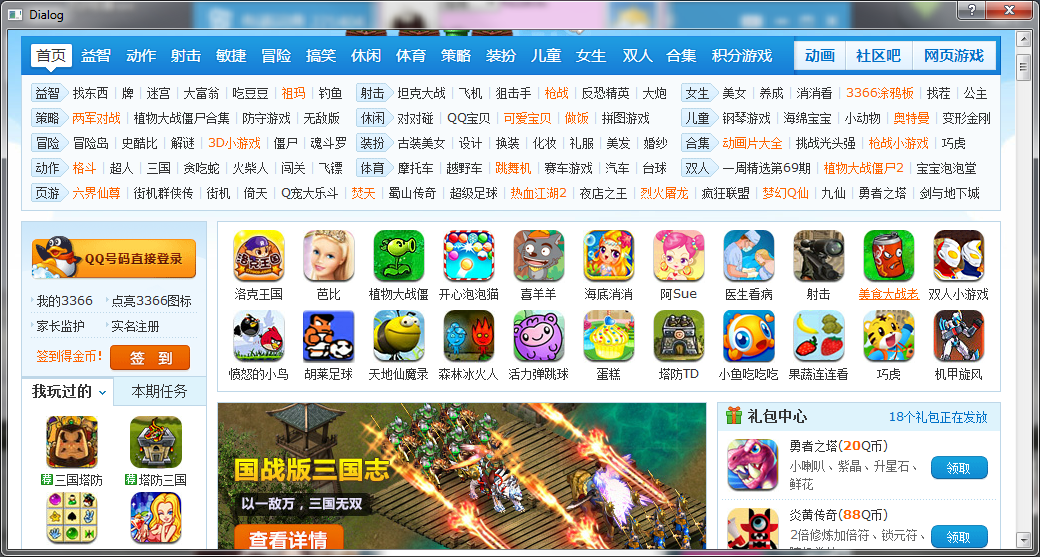 Dialog
首页 益智 动作 射击 敏捷 冒险 搞笑 休闲 体育 策略 装扮 儿童 女生 双人 合集 积分游戏 动画 社区吧 网页游戏
益智 找东西 牌 迷宫 大富翁 吃豆豆 祖玛 钓鱼 射击 坦克大战 飞机 狙击手 枪战 反恐精英 大炮 女生 美女 养成 消消看 3366涂鸦板 找茬 公主
策略 两军对战 植物大战僵尸合集 防守游戏 无敌版 休闲 对对碰 QQ宝贝 可爱宝贝 做饭 拼图游戏 儿童 钢琴游戏 海绵宝宝 小动物 奥特曼 变形金刚
冒险 冒险岛 史酷比 解谜 3D小游戏 僵尸 魂斗罗 装扮 古装美女 设计 换装 化妆 礼服 美发 婚纱 合集 动画片大全 挑战光头强 枪战小游戏 巧虎
动作 格斗 超人 三国 贪吃蛇 火影忍者 闯关 飞镖 体育 摩托车 越野车 跳舞机 赛车游戏 汽车 台球 双人 一周精选第69期 植物大战僵尸2 宝宝泡泡堂
页游 六界仙尊 街机群侠传 街机 倚天 Q宠大乐斗 焚天 蜀山传奇 超级足球 热血江湖2 夜店之王 烈火屠龙 疯狂联盟 梦幻Q仙 九仙 勇者之塔 剑与地下城
QQ号码直接登录
我的3366 点亮3366图标
家长监护 实名注册
签到得金币! 签 到
我玩过的 本期任务
三国塔防 塔防三国
洛克王国
洛克王国 芭比 植物大战僵 开心泡泡猫 喜羊羊 海底消消 阿Sue 医生看病 射击 美食大战老 双人小游戏
愤怒的小鸟 胡莱足球 天地仙魔录 森林冰火人 活力弹跳球 蛋糕 塔防TD 小鱼吃吃吃 果蔬连连看 巧虎 机甲旋风
国战版三国志
以一敌万，三国无双
查看详情
礼包中心 18个礼包正在发放
勇者之塔(20Q币)
小喇叭、紫晶、升星石、
鲜花
领取
炎黄传奇(88Q币)
2倍修炼加倍符、锁元符、
领取